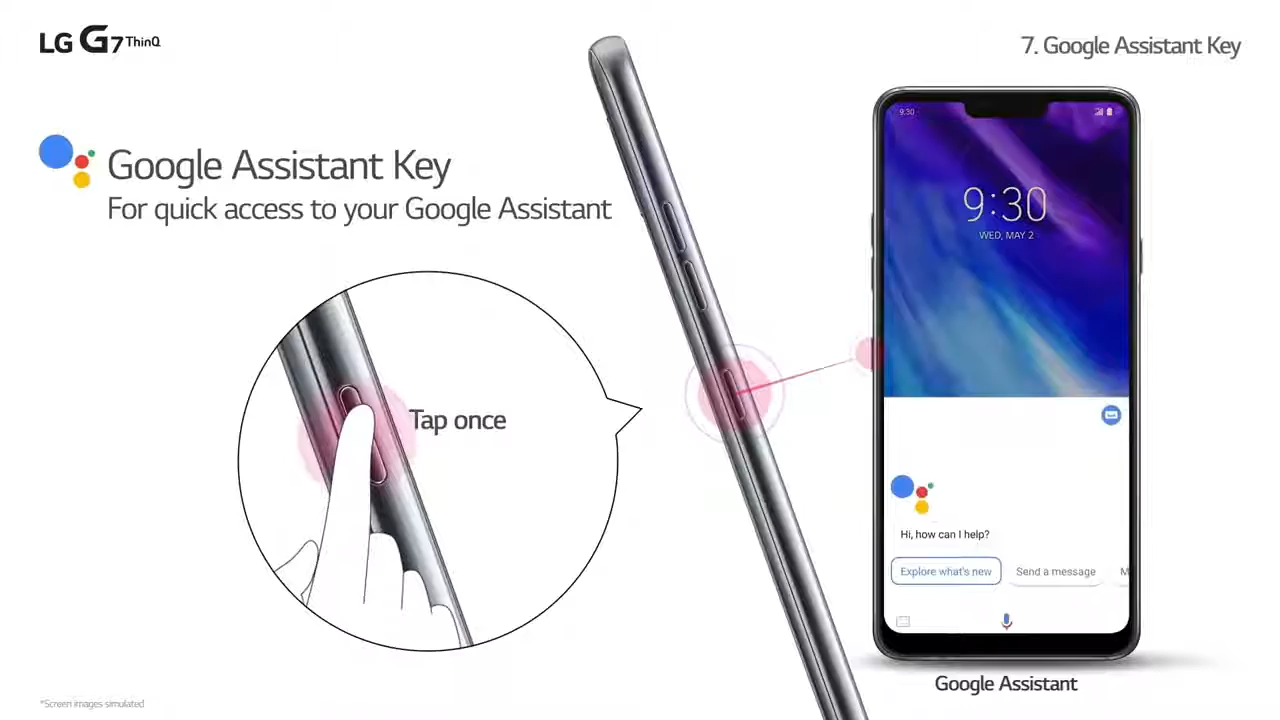 LG G7 ThinQ
7. Google Assistant Key
Google Assistant Key
For quick access to your Google Assistant
Tap once
9:30
9:30
WED, MAY 2
Hi, how can I help?
Explore what's new
Send a message
M
Google Assistant
*Screen images simulated